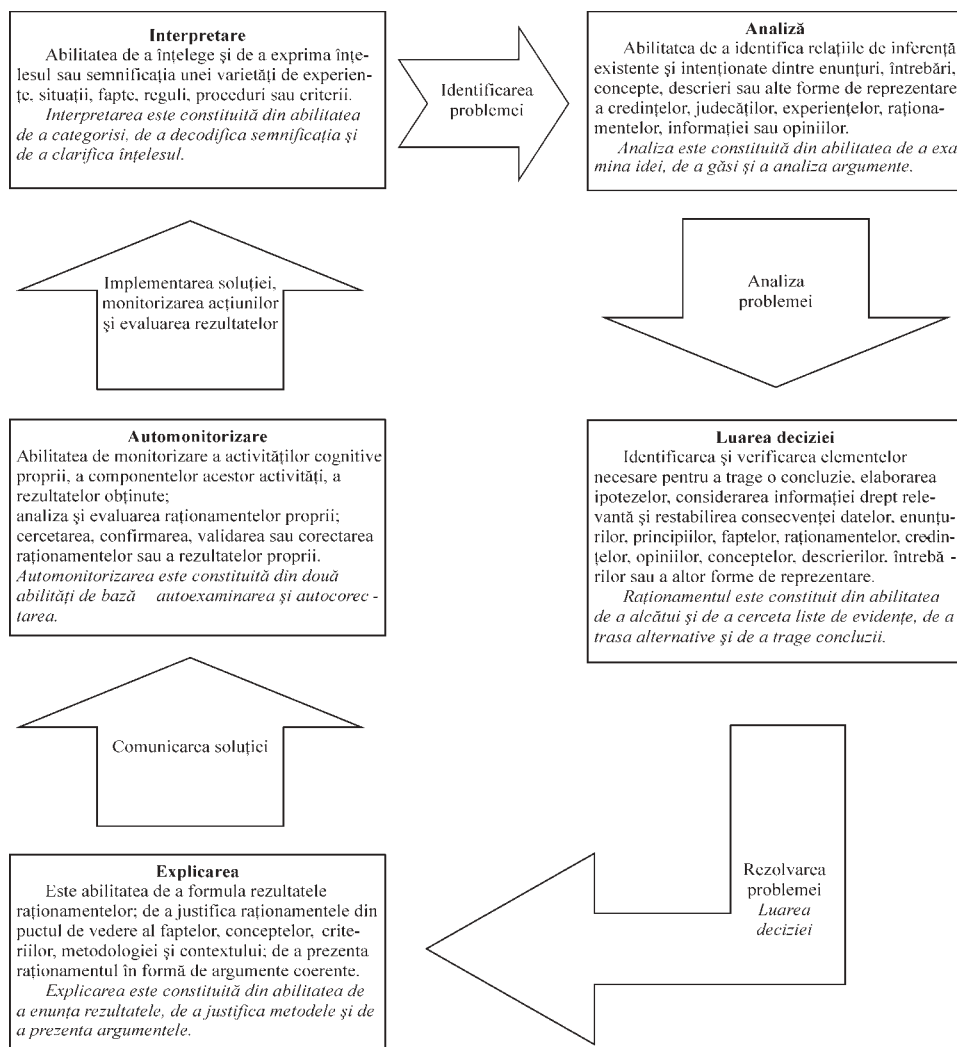 Interpretare
Abilitatea de a înțelege și de a exprima înțe-
lesul sau semnificația unei varietăți de experien-
țe, situații, fapte, reguli, proceduri sau criterii.
Interpretarea este constituită din abilitatea
de a categorisi, de a decodifica semnificația și
de a clarifica înțelesul.
Identificarea
problemei
Analiză
Abilitatea de a identifica relațiile de inferență
existente și intenționate dintre enunțuri, întrebări,
concepte, descrieri sau alte forme de reprezentare
a credințelor, judecăților, experiențelor, raționa-
mentelor, informației sau opiniilor.
Analiza este constituită din abilitatea de a exa
mina idei, de a găsi și a analiza argumente.
Analiza
problemei
Luarea deciziei
Identificarea și verificarea elementelor
necesare pentru a trage o concluzie, elaborarea
ipotezelor, considerarea informației drept rele-
vantă și restabilirea consecvenței datelor, enunțu-
rilor, principiilor, faptelor, raționamentelor, credin-
țelor, opiniilor, conceptelor, descrierilor, întrebă -
rilor sau a altor forme de reprezentare.
Raționamentul este constituit din abilitatea
de a alcătui și de a cerceta liste de evidențe, de a
trasa alternative și de a trage concluzii.
Rezolvarea
problemei
Luarea
deciziei
Explicarea
Este abilitatea de a formula rezultatele
raționamentelor; de a justifica raționamentele din
puctul de vedere al faptelor, conceptelor, crite-
riilor, metodologiei și contextului; de a prezenta
raționamentul în formă de argumente coerente.
Explicarea este constituită din abilitatea de
a enunța rezultatele, de a justifica metodele și de
a prezenta argumentele.
Comunicarea soluției
Automonitorizare
Abilitatea de monitorizare a activităților cognitive
proprii, a componentelor acestor activități, a
rezultatelor obținute;
analiza și evaluarea raționamentelor proprii;
cercetarea, confirmarea, validarea sau corectarea
raționamentelor sau a rezultatelor proprii.
Automonitorizarea este constituită din două
abilități de bază autoexaminarea și autocorec -
tarea.
Implementarea soluției,
monitorizarea acțiunilor
și evaluarea rezultatelor